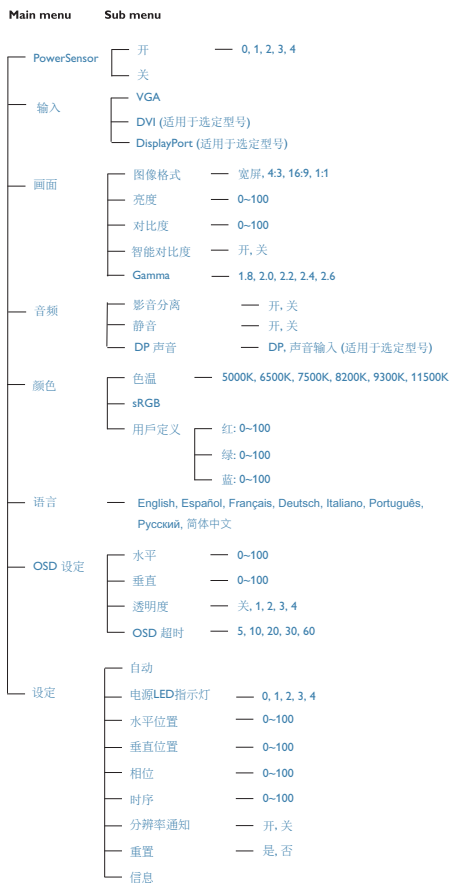 Main menu Sub menu
PowerSensor 开 0, 1, 2, 3, 4
关
输入 VGA
DVI (适用于选定型号)
DisplayPort (适用于选定型号)
画面 图像格式 宽屏, 4:3, 16:9, 1:1
亮度 0~100
对比度 0~100
智能对比度 开, 关
Gamma 1.8, 2.0, 2.2, 2.4, 2.6
音频 影音分离 开, 关
静音 开, 关
DP 声音 DP, 声音输入 (适用于选定型号)
颜色 色温 5000K, 6500K, 7500K, 8200K, 9300K, 11500K
sRGB
用戶定义 红: 0~100
绿: 0~100
蓝: 0~100
语言 English, Español, Français, Deutsch, Italiano, Português,
Русский, 简体中文
OSD 设定 水平 0~100
垂直 0~100
透明度 关, 1, 2, 3, 4
OSD 超时 5, 10, 20, 30, 60
设定 自动
电源LED指示灯 0, 1, 2, 3, 4
水平位置 0~100
垂直位置 0~100
相位 0~100
时序 0~100
分辨率通知 开, 关
重置 是, 否
信息